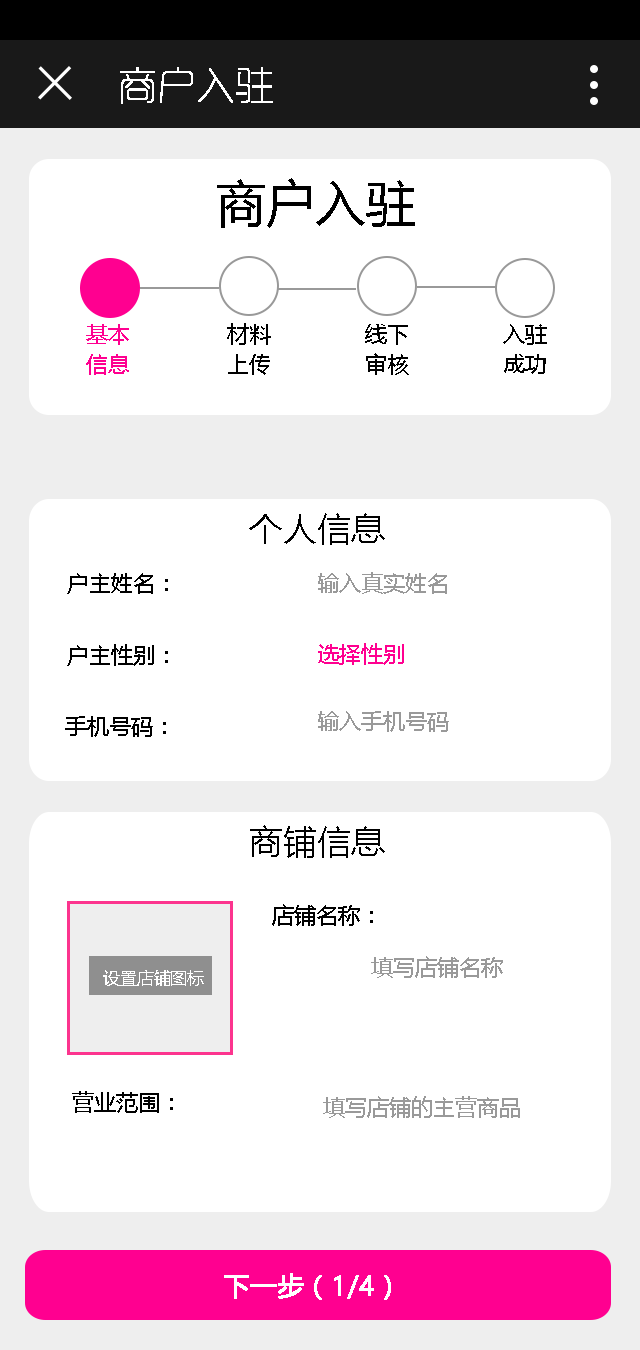 商户入驻
商户入驻
基本 材料 线下 入驻
信息 上传 审核 成功
个人信息
户主姓名： 输入真实姓名
户主性别： 选择性别
手机号码： 输入手机号码
商铺信息
店铺名称：
填写店铺名称
设置店铺图标
营业范围： 填写店铺的主营商品
下一步（1/4）